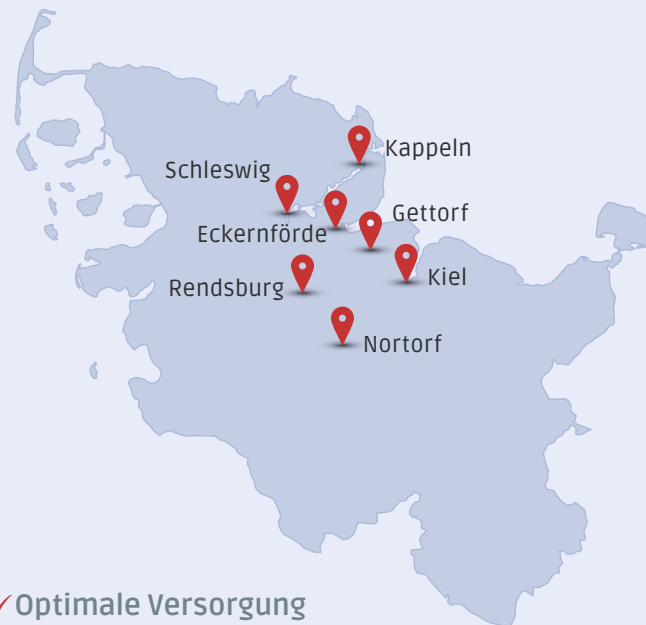 Kappeln
Schleswig
Gettorf
Eckernförde
Kiel
Rendsburg
Nortorf
Optimale Versorgung